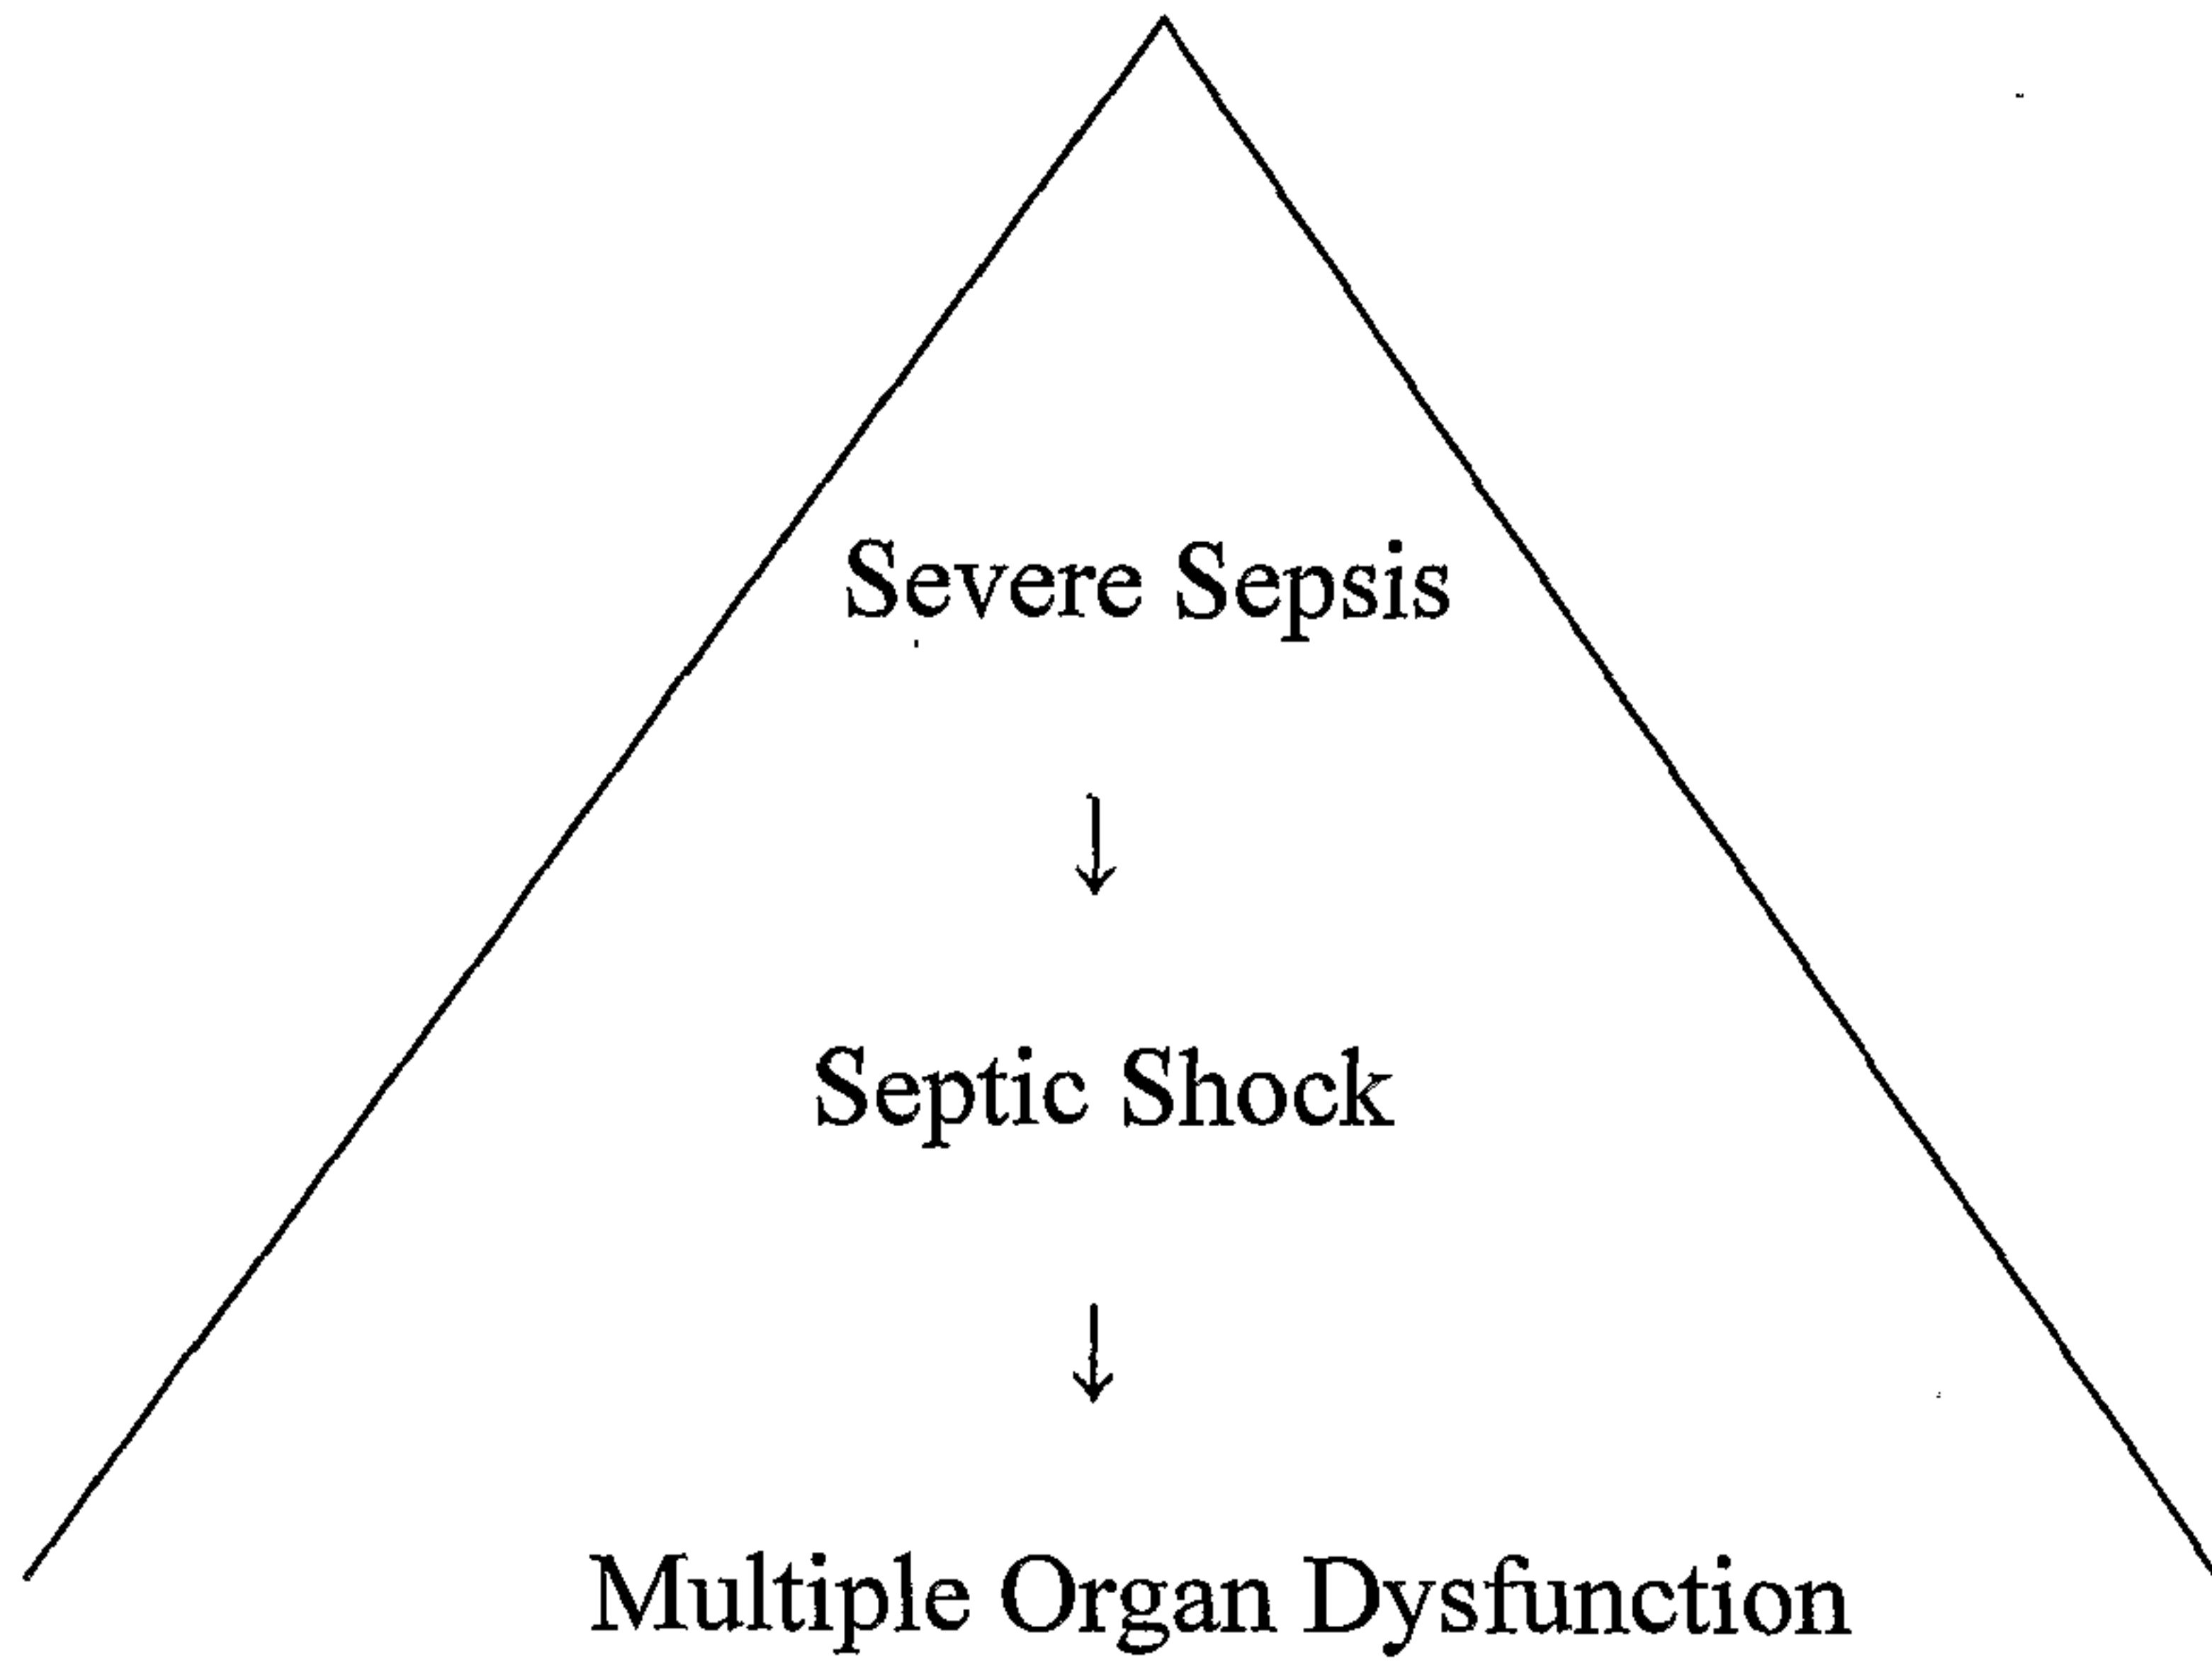 Severe Sepsis
↓
Septic Shock
↓
Multiple Organ Dysfunction